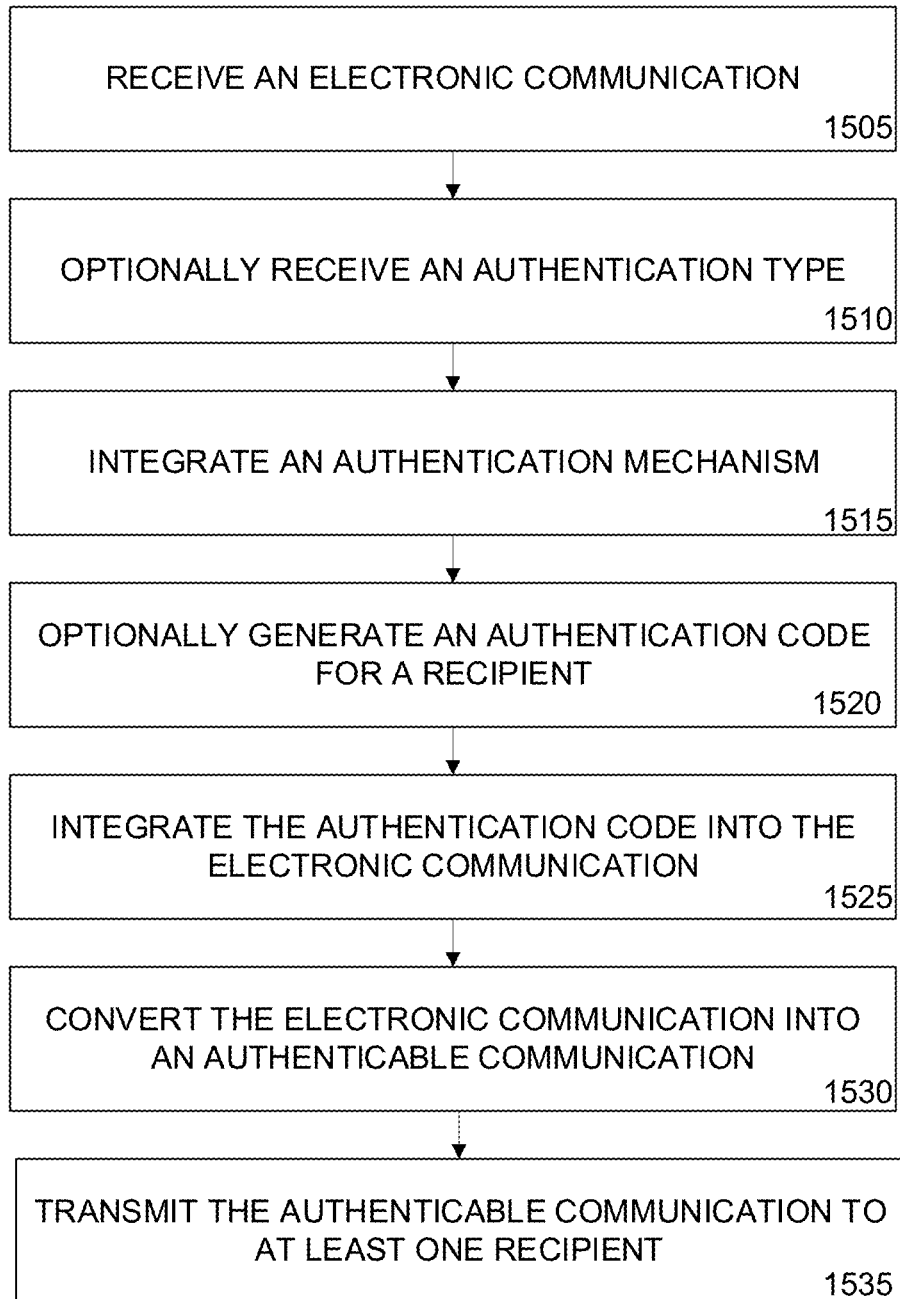 RECEIVE AN ELECTRONIC COMMUNICATION
1505
OPTIONALLY RECEIVE AN AUTHENTICATION TYPE
1510
INTEGRATE AN AUTHENTICATION MECHANISM
1515
OPTIONALLY GENERATE AN AUTHENTICATION CODE
FOR A RECIPIENT
1520
INTEGRATE THE AUTHENTICATION CODE INTO THE
ELECTRONIC COMMUNICATION
1525
CONVERT THE ELECTRONIC COMMUNICATION INTO
AN AUTHENTICABLE COMMUNICATION
1530
TRANSMIT THE AUTHENTICABLE COMMUNICATION TO
AT LEAST ONE RECIPIENT
1535